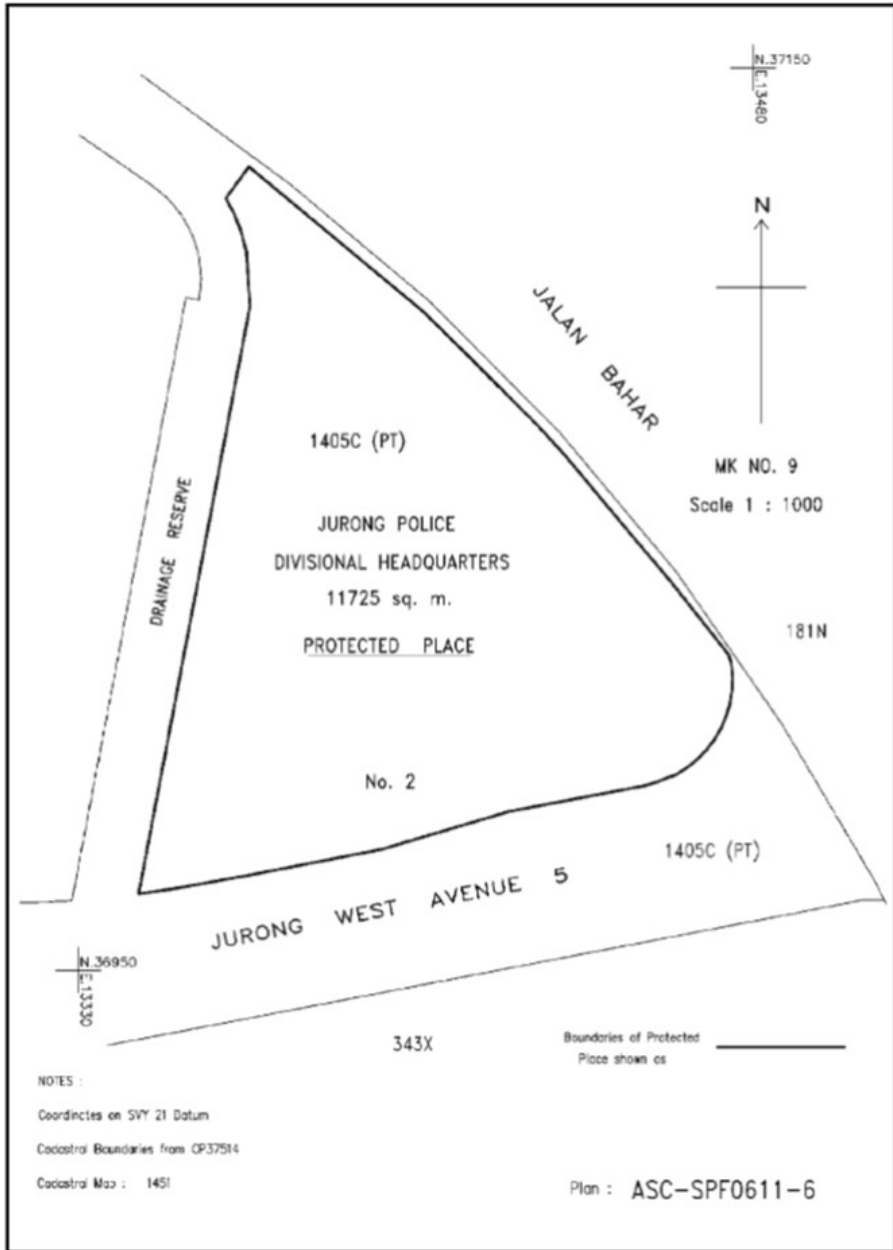 N.37150
E.13480
N
JALAN BAHAR
1405C (PT)
MK NO. 9
Scale 1 : 1000
DRAINAGE RESERVE
JURONG POLICE
DIVISIONAL HEADQUARTERS
11725 sq. m.
PROTECTED PLACE
181N
No. 2
1405C (PT)
JURONG WEST AVENUE 5
N.36950
E.13330
343X
Boundaries of Protected
Place shown as
NOTES :
Coordinctes on SVY 21 Datum
Cadastral Boundaries from CP37514
Cadastral Map : 1451
Plan : ASC-SPF0611-6